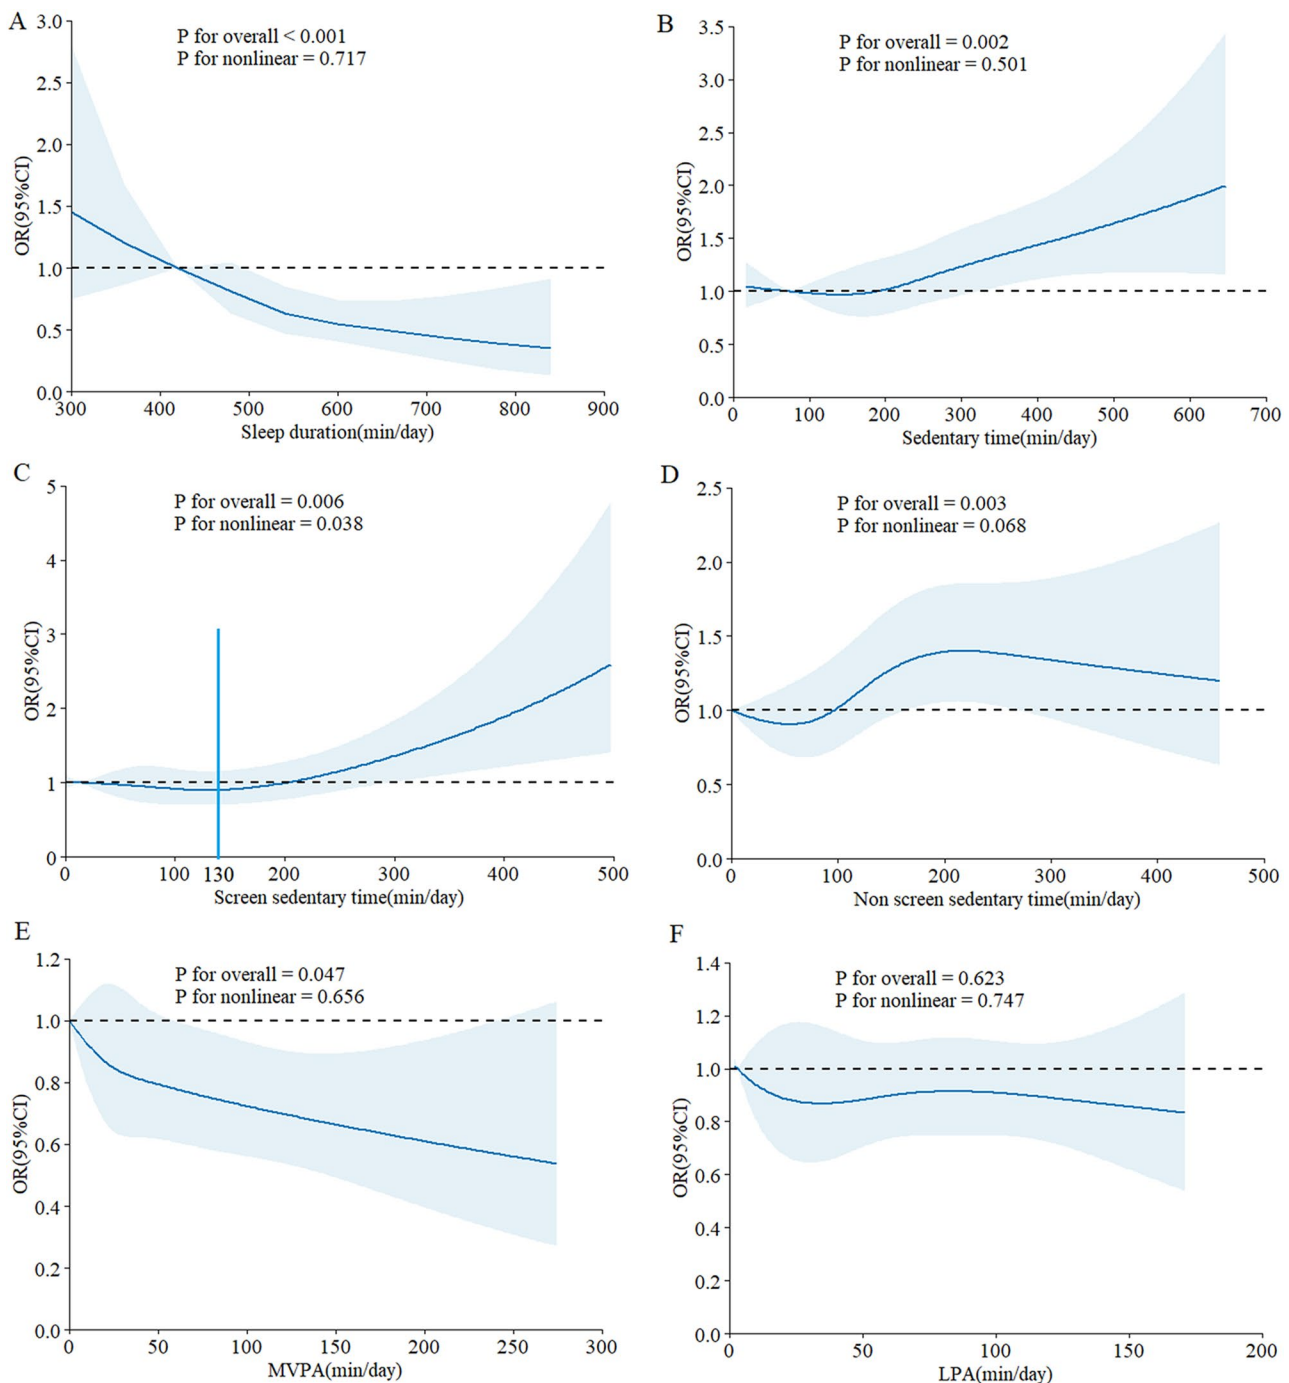 A
P for overall < 0.001
P for nonlinear = 0.717
OR(95%CI)
3.0
2.5
2.0
1.5
1.0
0.5
0.0
300 400 500 600 700 800 900
Sleep duration(min/day)
B
P for overall = 0.002
P for nonlinear = 0.501
OR(95%CI)
3.5
3.0
2.5
2.0
1.5
1.0
0.5
0.0
0 100 200 300 400 500 600 700
Sedentary time(min/day)
C
P for overall = 0.006
P for nonlinear = 0.038
OR(95%CI)
5
4
3
2
1
0
0 100 130 200 300 400 500
Screen sedentary time(min/day)
D
P for overall = 0.003
P for nonlinear = 0.068
OR(95%CI)
2.5
2.0
1.5
1.0
0.5
0.0
0 100 200 300 400 500
Non screen sedentary time(min/day)
E
P for overall = 0.047
P for nonlinear = 0.656
OR(95%CI)
1.2
1.0
0.8
0.6
0.4
0.2
0.0
0 50 100 150 200 250 300
MVPA(min/day)
F
P for overall = 0.623
P for nonlinear = 0.747
OR(95%CI)
1.4
1.2
1.0
0.8
0.6
0.4
0.2
0.0
0 50 100 150 200
LPA(min/day)